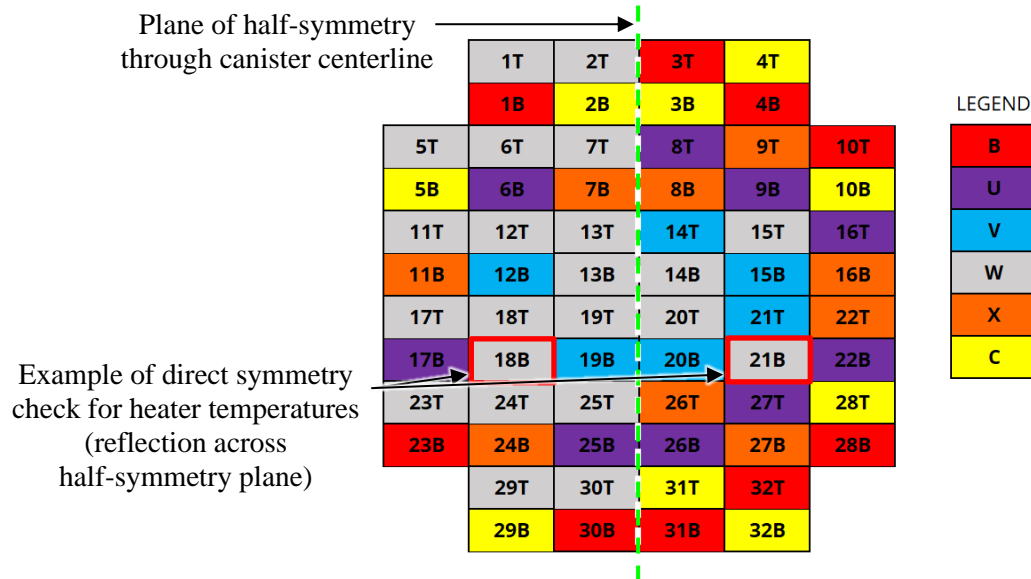 Plane of half-symmetry
through canister centerline
1T 2T 3T 4T
1B 2B 3B 4B
LEGEND
5T 6T 7T 8T 9T 10T
5B 6B 7B 8B 9B 10B
11T 12T 13T 14T 15T 16T
11B 12B 13B 14B 15B 16B
17T 18T 19T 20T 21T 22T
17B 18B 19B 20B 21B 22B
23T 24T 25T 26T 27T 28T
23B 24B 25B 26B 27B 28B
29T 30T 31T 32T
29B 30B 31B 32B
B
U
V
W
X
C
Example of direct symmetry
check for heater temperatures
(reflection across
half-symmetry plane)